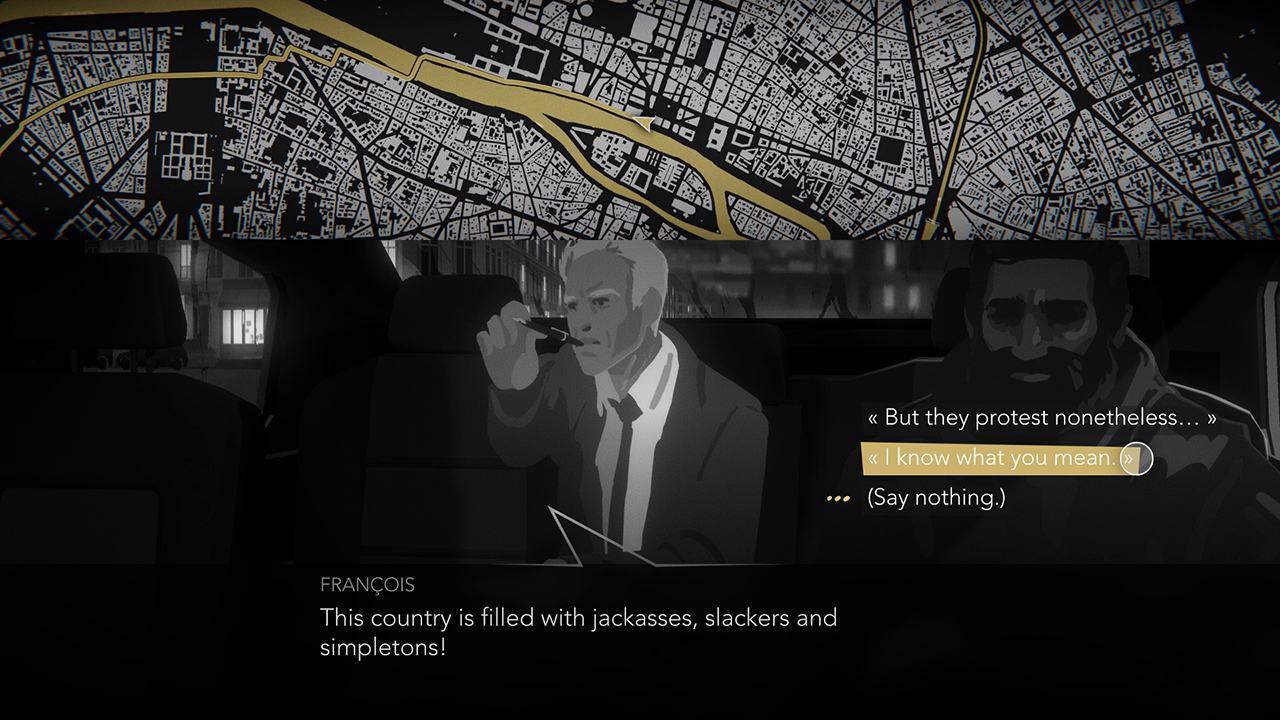 « But they protest nonetheless... »
« I know what you mean. »
(Say nothing.)
FRANÇOIS
This country is filled with jackasses, slackers and
simpletons!